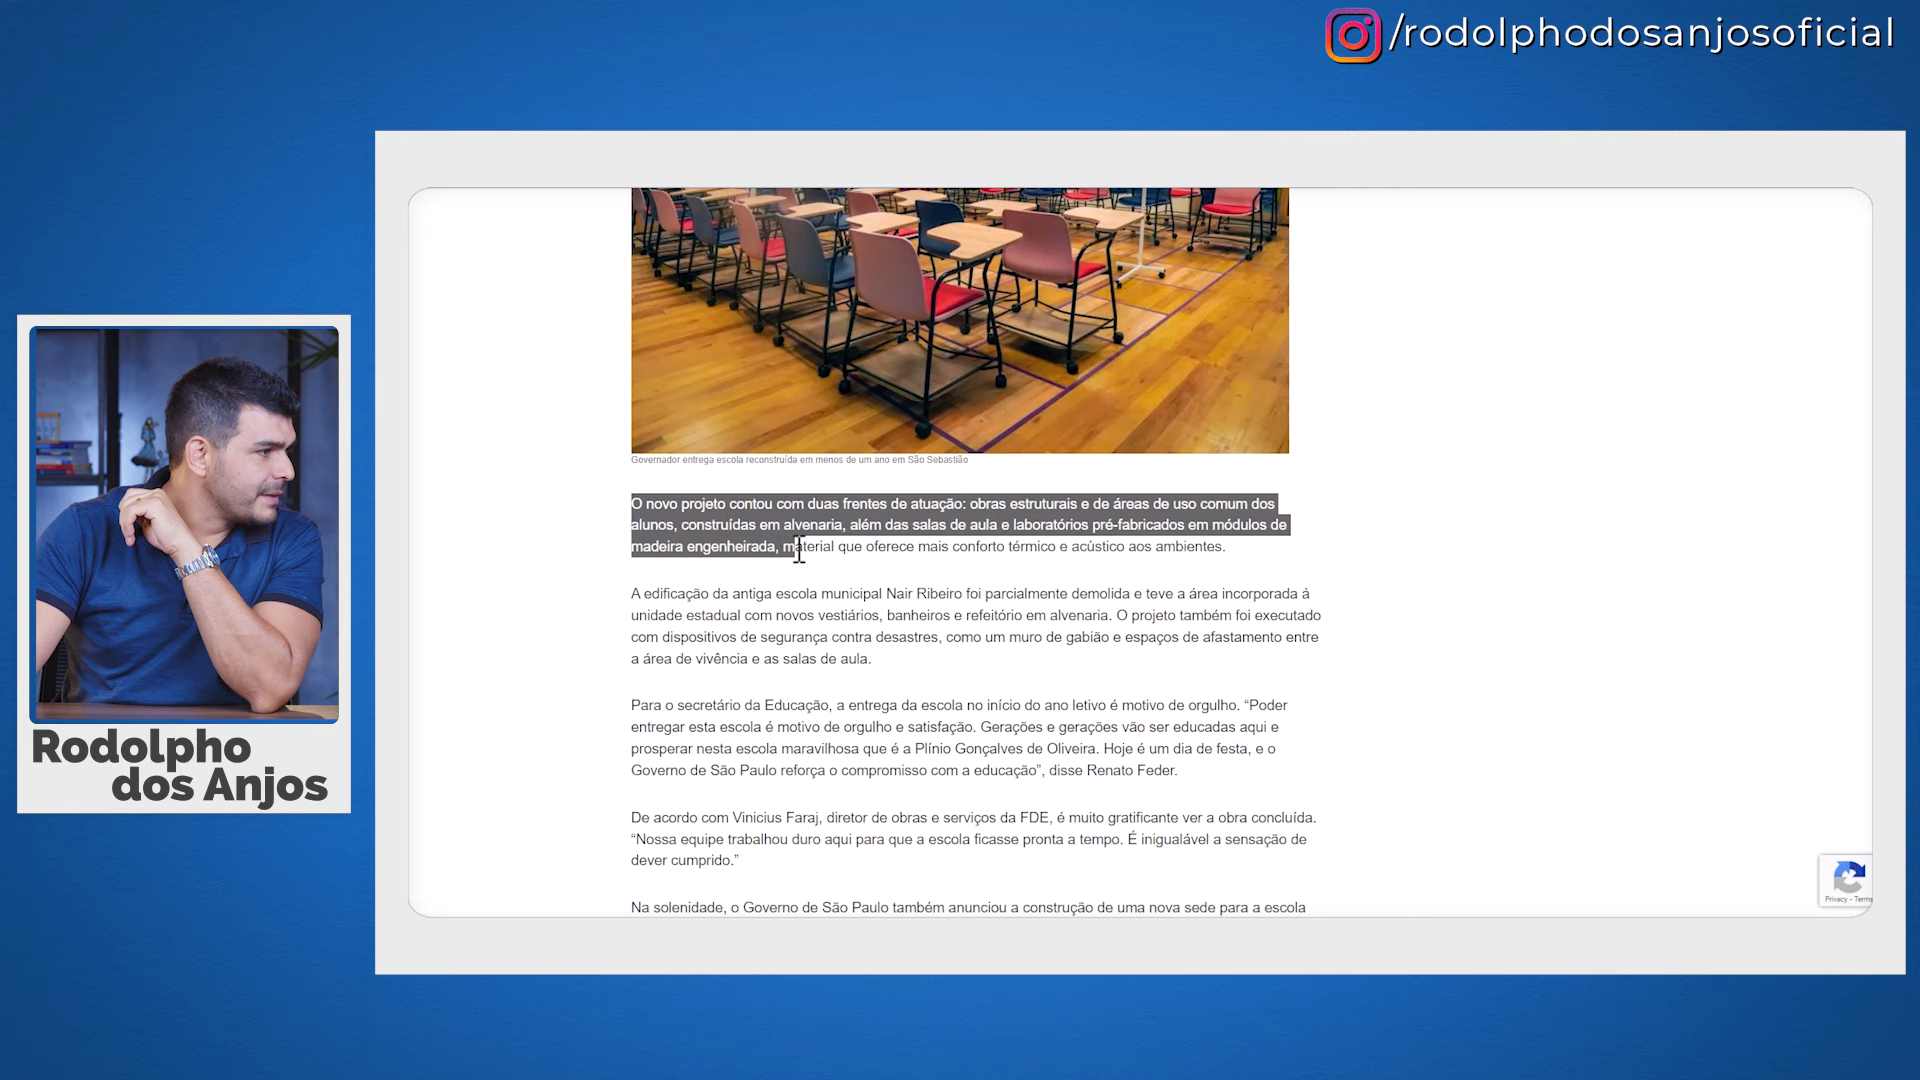 /rodolphodosanjosoficial
Governador entrega escola reconstruída em menos de um ano em São Sebastião
O novo projeto contou com duas frentes de atuação: obras estruturais e de áreas de uso comum dos
alunos, construídas em alvenaria, além das salas de aula e laboratórios pré-fabricados em módulos de
madeira engenheirada, material que oferece mais conforto térmico e acústico aos ambientes.
A edificação da antiga escola municipal Nair Ribeiro foi parcialmente demolida e teve a área incorporada à
unidade estadual com novos vestiários, banheiros e refeitório em alvenaria. O projeto também foi executado
com dispositivos de segurança contra desastres, como um muro de gabião e espaços de afastamento entre
a área de vivência e as salas de aula.
Para o secretário da Educação, a entrega da escola no início do ano letivo é motivo de orgulho. “Poder
entregar esta escola é motivo de orgulho e satisfação. Gerações e gerações vão ser educadas aqui e
prosperar nesta escola maravilhosa que é a Plínio Gonçalves de Oliveira. Hoje é um dia de festa, e o
Governo de São Paulo reforça o compromisso com a educação”, disse Renato Feder.
De acordo com Vinicius Faraj, diretor de obras e serviços da FDE, é muito gratificante ver a obra concluída.
“Nossa equipe trabalhou duro aqui para que a escola ficasse pronta a tempo. É inigualável a sensação de
dever cumprido.”
Na solenidade, o Governo de São Paulo também anunciou a construção de uma nova sede para a escola
Privacy - Terms
Rodolpho
dos Anjos